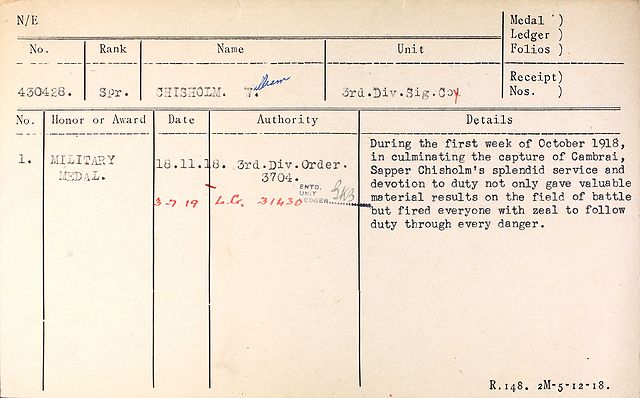 N/E
Medal )
Ledger )
Folios )
No. Rank Name Unit
Receipt)
Nos. )
430428. Spr. CHISHOLM. William 3rd.Div.Sig.Coy
No. Honor or Award Date Authority Details
1. MILITARY MEDAL. 18.11.18. 3rd.Div.Order. 3704.
3-7 19 L.G. 31430
ENTD. UNIT LEDGER
During the first week of October 1918,
in culminating the capture of Cambrai,
Sapper Chisholm's splendid service and
devotion to duty not only gave valuable
material results on the field of battle
but fired everyone with zeal to follow
duty through every danger.
R.148. 2M-5-12-18.